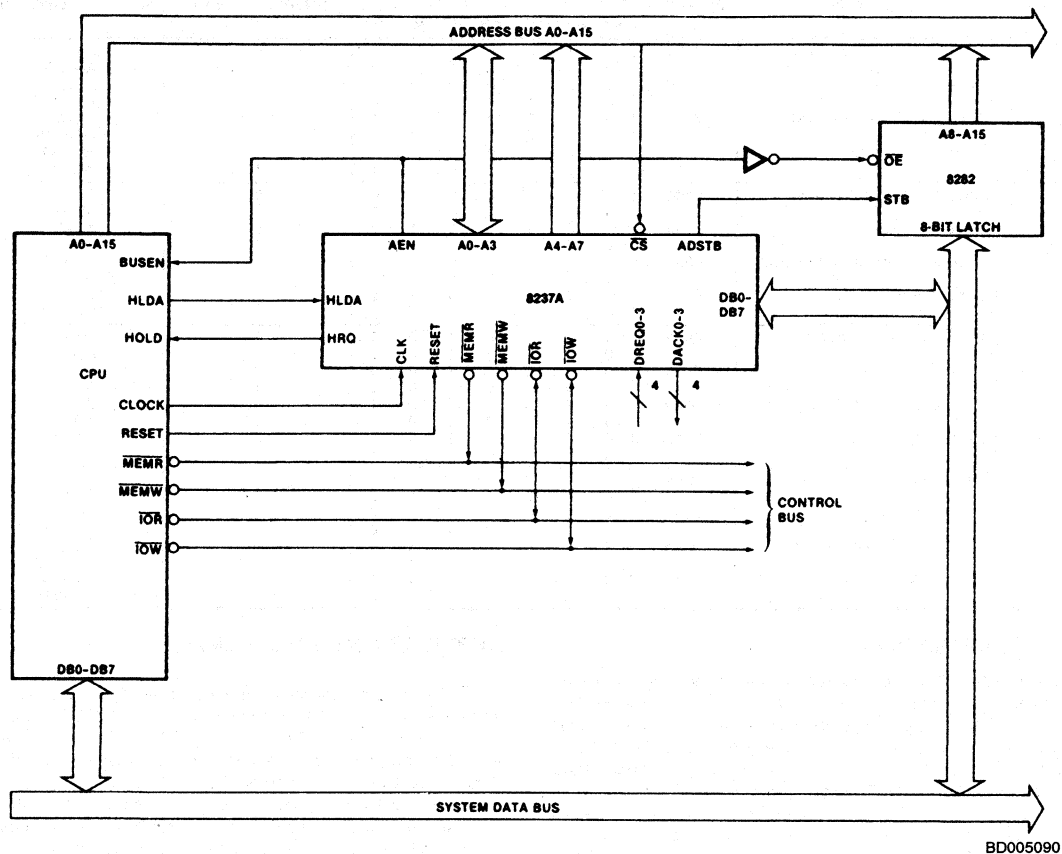 ADDRESS BUS A0-A15
A8-A15
OE
8282
STB
8-BIT LATCH
A0-A15
BUSEN
HLDA
HOLD
CPU
CLOCK
RESET
MEMR
MEMW
IOR
IOW
DB0-DB7
AEN
A0-A3
A4-A7
CS
ADSTB
HLDA
8237A
DB0-
DB7
HRQ
CLK
RESET
MEMR
MEMW
IOR
IOW
DREQ0-3
DACK0-3
4
4
CONTROL
BUS
SYSTEM DATA BUS
BD005090